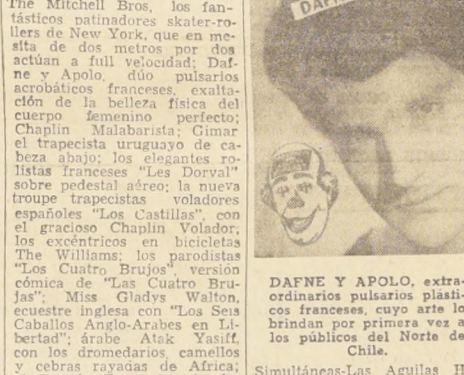 The Mitchell Bros, los fan-
tásticos patinadores skater-ro-
llers de New York, que en me-
sita de dos metros por dos
actúan a full velocidad; Daf-
ne y Apolo, dúo pulsarios
acrobáticos franceses, exalta-
ción de la belleza física del
cuerpo femenino perfecto;
Chaplin Malabarista; Gimar
el trapecista uruguayo de ca-
beza abajo; los elegantes ro-
listas franceses "Les Dorval"
sobre pedestal aéreo; la nueva
troupe trapecistas voladores
españoles "Los Castillas", con
el gracioso Chaplin Volador;
los excéntricos en bicicletas
The Williams; los parodistas
"Los Cuatro Brujos", versión
cómica de "Las Cuatro Bru-
jas"; Miss Gladys Walton,
ecuestre inglesa con "Los Seis
Caballos Anglo-Arabes en Li-
bertad"; árabe Atak Yasiff,
con los dromedarios, camellos
y cebras rayadas de Africa;
DAFNE Y APOLO, extra-
ordinarios pulsarios plásti-
cos franceses, cuyo arte lo
brindan por primera vez a
los públicos del Norte de
Chile.
Simultáneas-Las Aguilas H